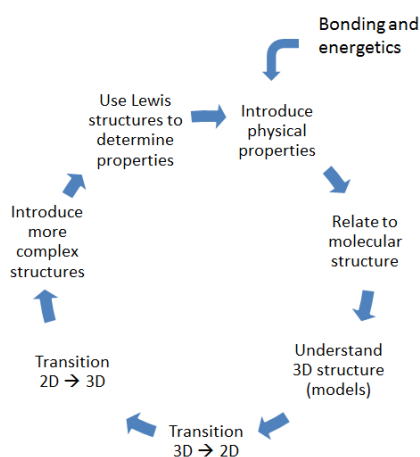 Bonding and
energetics
Introduce
physical
properties
Relate to
molecular
structure
Understand
3D structure
(models)
Transition
3D → 2D
Transition
2D → 3D
Introduce
more
complex
structures
Use Lewis
structures to
determine
properties